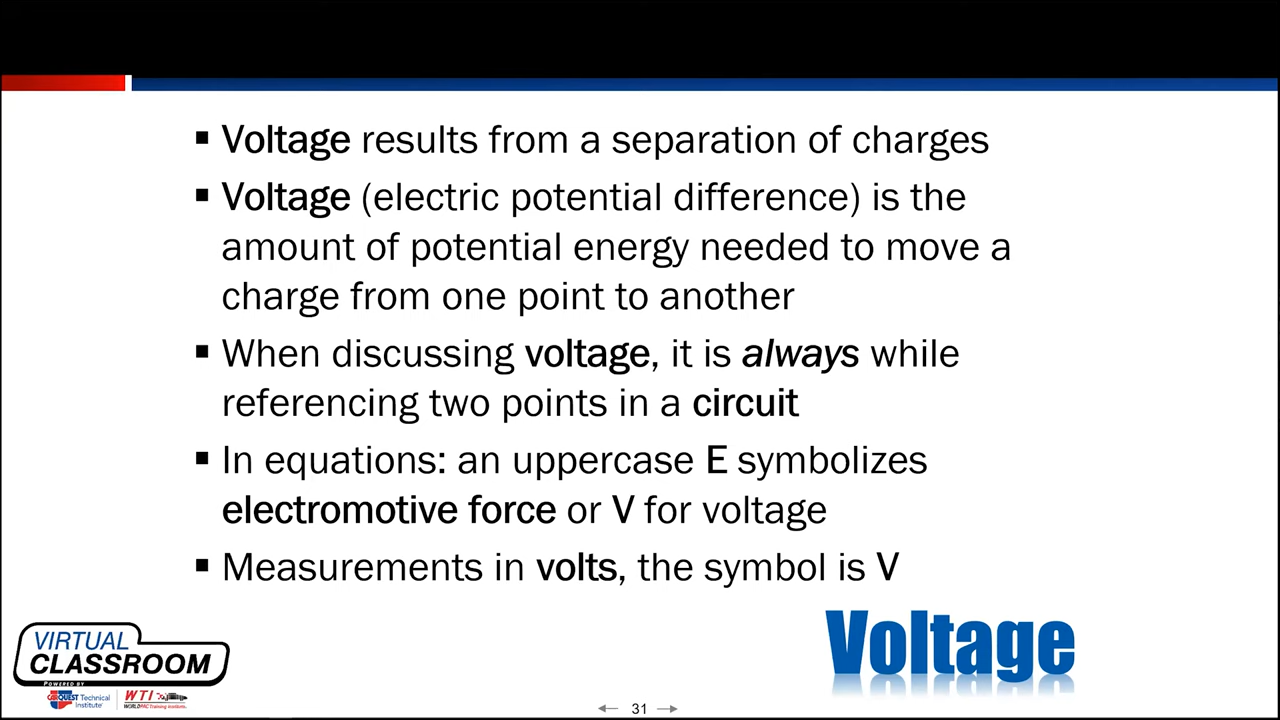 ▪ Voltage results from a separation of charges
▪ Voltage (electric potential difference) is the
amount of potential energy needed to move a
charge from one point to another
▪ When discussing voltage, it is always while
referencing two points in a circuit
▪ In equations: an uppercase E symbolizes
electromotive force or V for voltage
▪ Measurements in volts, the symbol is V
Voltage
VIRTUAL
CLASSROOM
POWERED BY
CARQUEST Technical
Institute
WTI
WORLDPAC Training Institute
31